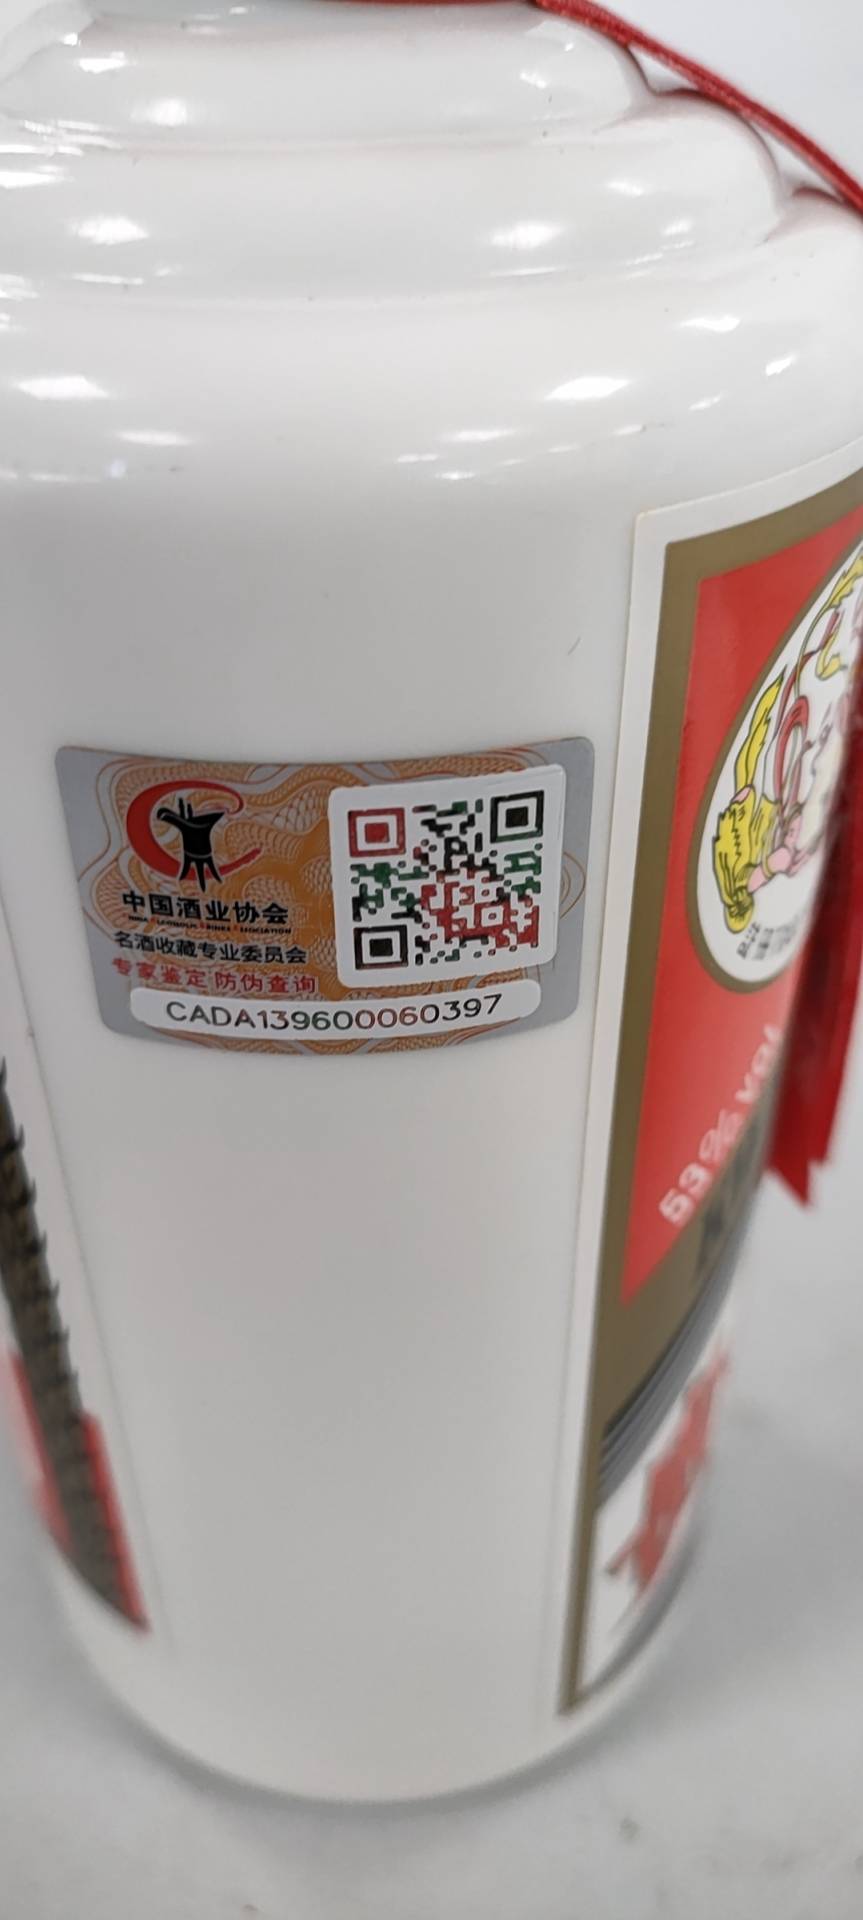 中国酒业协会
名酒收藏专业委员会
专家鉴定 防伪查询
CADA139600060397
53% vol